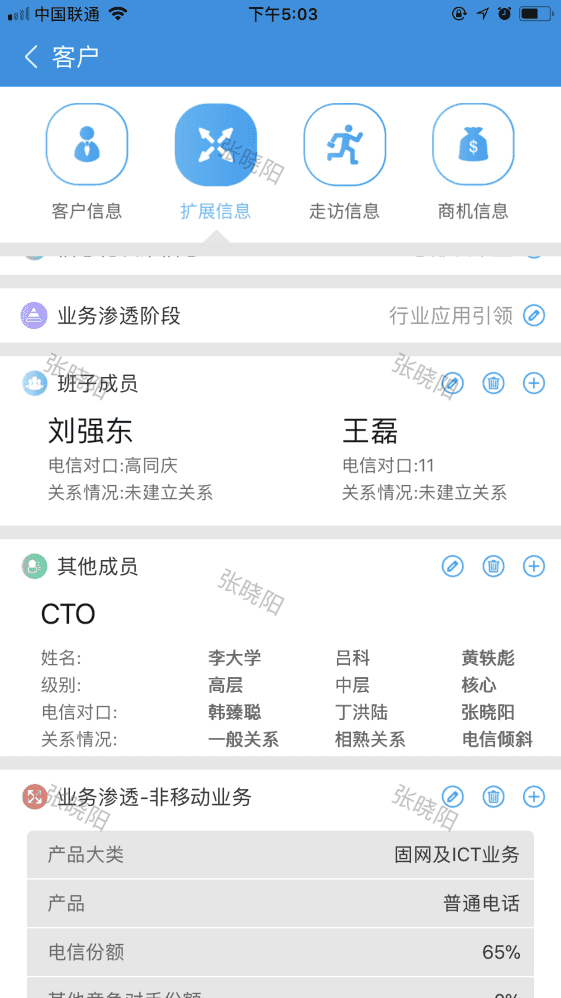 中国联通 下午5:03
客户
客户信息 扩展信息 走访信息 商机信息
张晓阳
业务渗透阶段 行业应用引领
张晓阳 张晓阳
班子成员
刘强东 王磊
电信对口:高同庆 电信对口:11
关系情况:未建立关系 关系情况:未建立关系
其他成员
张晓阳
CTO
姓名: 李大学 吕科 黄轶彪
级别: 高层 中层 核心
电信对口: 韩臻聪 丁洪陆 张晓阳
关系情况: 一般关系 相熟关系 电信倾斜
业务渗透-非移动业务
张晓阳 张晓阳
产品大类 固网及ICT业务
产品 普通电话
电信份额 65%
其他竞争对手份额 0%